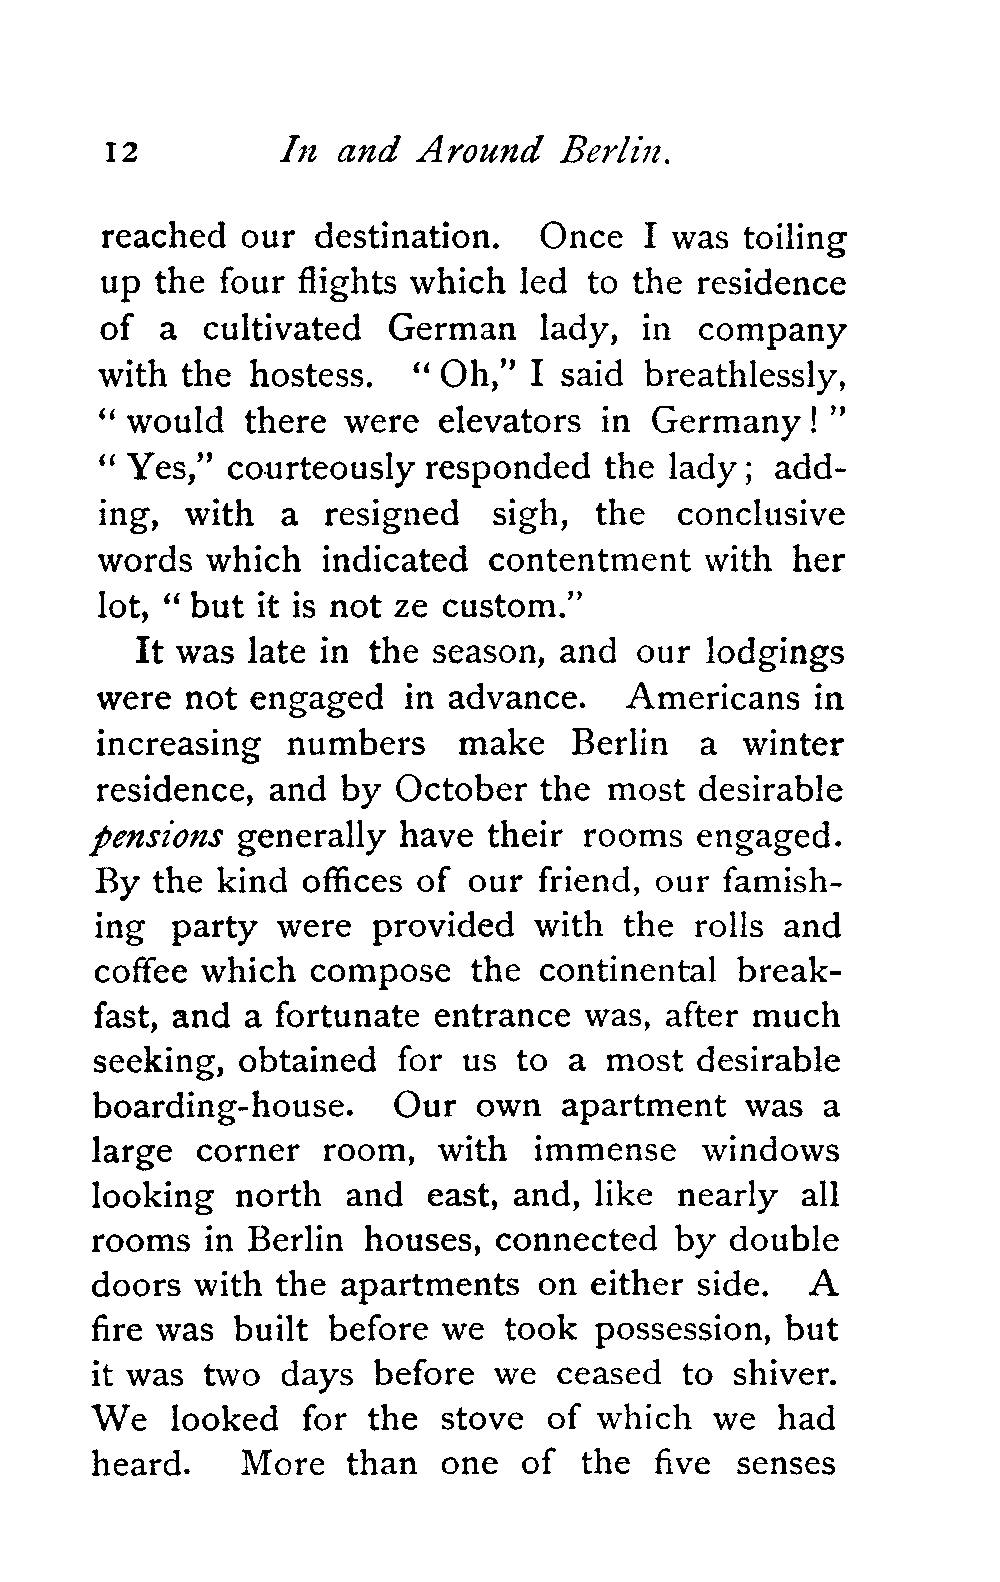 12 In and Around Berlin.
reached our destination. Once I was toiling
up the four flights which led to the residence
of a cultivated German lady, in company
with the hostess. “ Oh,” I said breathlessly,
“ would there were elevators in Germany ! ”
“ Yes,” courteously responded the lady ; add-
ing, with a resigned sigh, the conclusive
words which indicated contentment with her
lot, “ but it is not ze custom.”
It was late in the season, and our lodgings
were not engaged in advance. Americans in
increasing numbers make Berlin a winter
residence, and by October the most desirable
pensions generally have their rooms engaged.
By the kind offices of our friend, our famish-
ing party were provided with the rolls and
coffee which compose the continental break-
fast, and a fortunate entrance was, after much
seeking, obtained for us to a most desirable
boarding-house. Our own apartment was a
large corner room, with immense windows
looking north and east, and, like nearly all
rooms in Berlin houses, connected by double
doors with the apartments on either side. A
fire was built before we took possession, but
it was two days before we ceased to shiver.
We looked for the stove of which we had
heard. More than one of the five senses